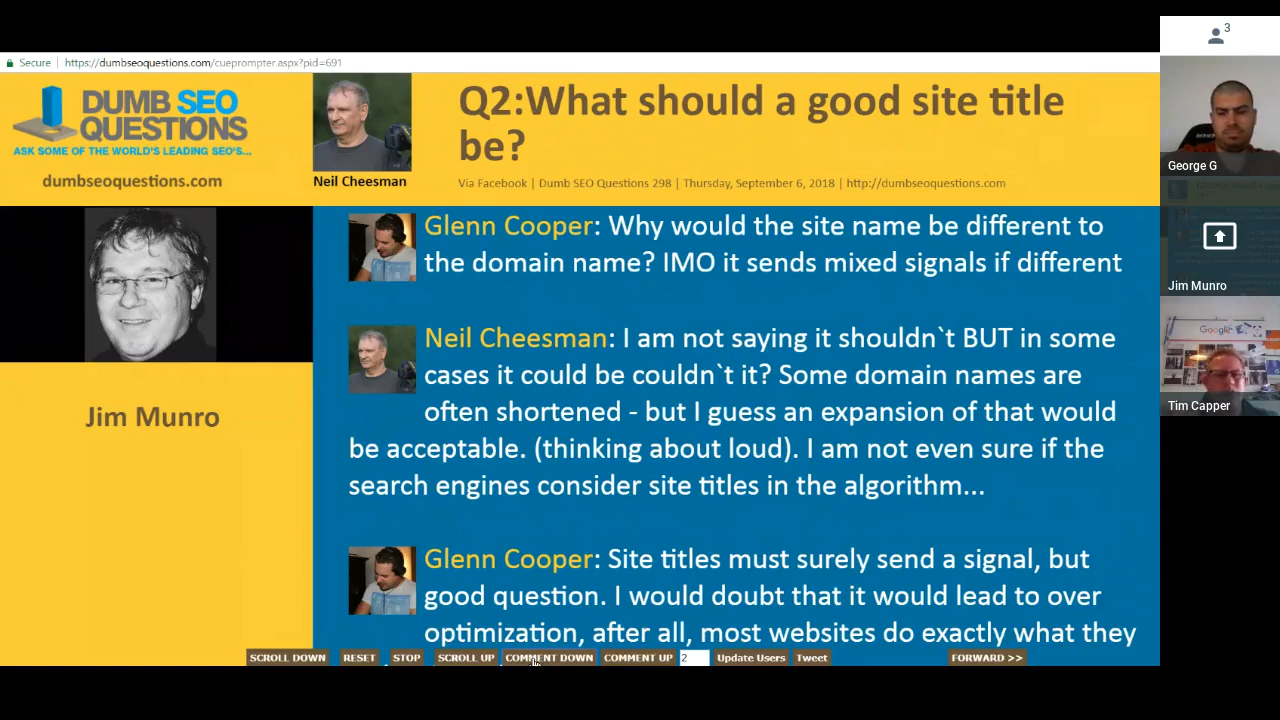 3
Secure | https://dumbseoquestions.com/cueprompter.aspx?pid=691
DUMB SEO
QUESTIONS
ASK SOME OF THE WORLD'S LEADING SEO'S...
dumbseoquestions.com
Neil Cheesman
Q2:What should a good site title
be?
Via Facebook | Dumb SEO Questions 298 | Thursday, September 6, 2018 | http://dumbseoquestions.com
George G
Jim Munro
Google
Tim Capper
Jim Munro
Glenn Cooper: Why would the site name be different to
the domain name? IMO it sends mixed signals if different
Neil Cheesman: I am not saying it shouldn`t BUT in some
cases it could be couldn`t it? Some domain names are
often shortened - but I guess an expansion of that would
be acceptable. (thinking about loud). I am not even sure if the
search engines consider site titles in the algorithm...
Glenn Cooper: Site titles must surely send a signal, but
good question. I would doubt that it would lead to over
optimization, after all, most websites do exactly what they
SCROLL DOWN RESET STOP SCROLL UP COMMENT DOWN COMMENT UP 2 Update Users Tweet FORWARD >>